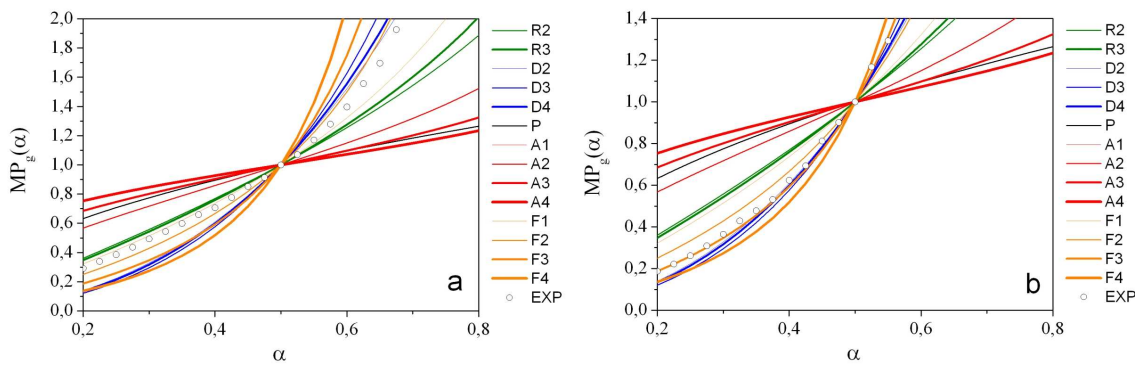 MPg(α)
2,0
1,8
1,6
1,4
1,2
1,0
0,8
0,6
0,4
0,2
0,0
0,2
0,4
0,6
0,8
α
a
R2
R3
D2
D3
D4
P
A1
A2
A3
A4
F1
F2
F3
F4
EXP
MPg(α)
1,4
1,2
1,0
0,8
0,6
0,4
0,2
0,0
0,2
0,4
0,6
0,8
α
b
R2
R3
D2
D3
D4
P
A1
A2
A3
A4
F1
F2
F3
F4
EXP